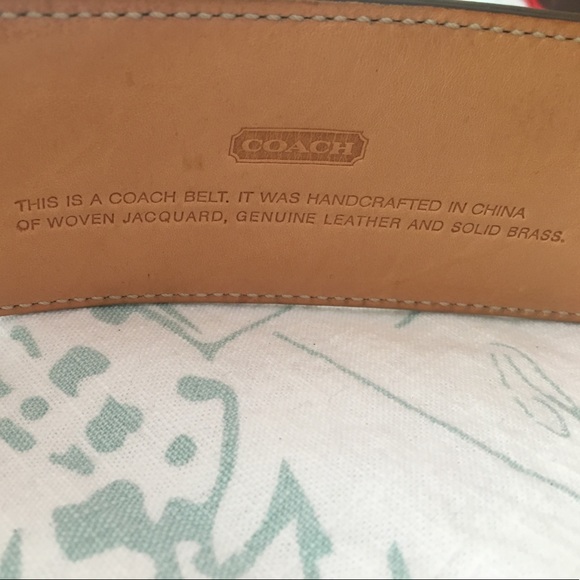 COACH
THIS IS A COACH BELT. IT WAS HANDCRAFTED IN CHINA
OF WOVEN JACQUARD, GENUINE LEATHER AND SOLID BRASS.